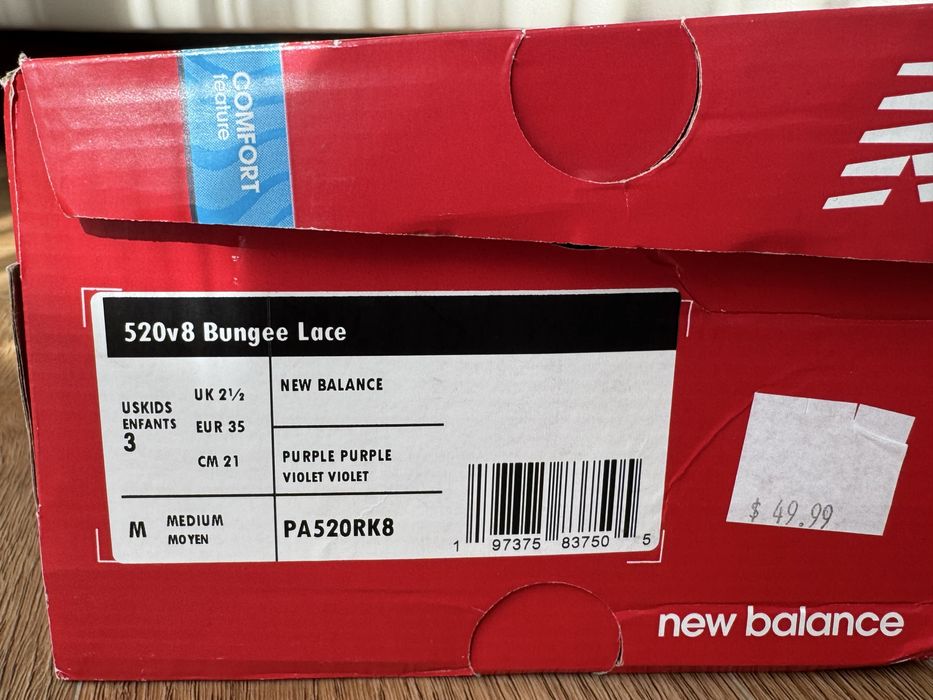 COMFORT
feature
520v8 Bungee Lace
USKIDS
ENFANTS
3
UK 2½
EUR 35
CM 21
NEW BALANCE
PURPLE PURPLE
VIOLET VIOLET
M
MEDIUM
MOYEN
PA520RK8
1 97375 83750 5
$ 49.99
new balance